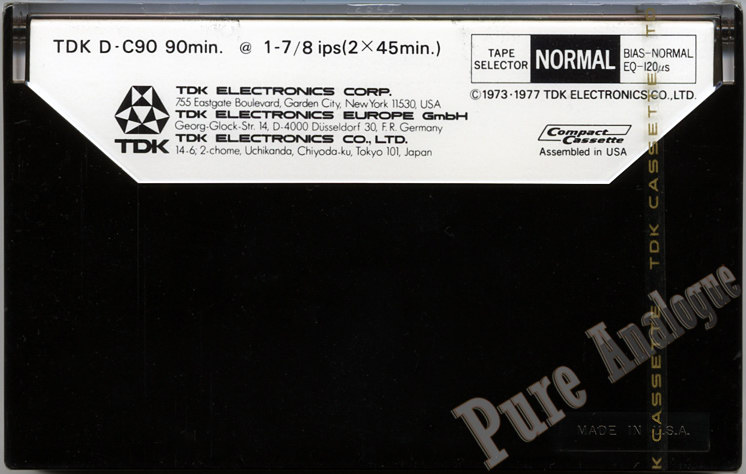 TDK D-C90 90min. @ 1-7/8 ips(2×45min.)
TAPE SELECTOR NORMAL BIAS-NORMAL EQ-120μs
©1973·1977 TDK ELECTRONICS CO., LTD.
TDK ELECTRONICS CORP.
755 Eastgate Boulevard, Garden City, New York 11530, USA
TDK ELECTRONICS EUROPE GmbH
Georg-Glock-Str. 14, D-4000 Düsseldorf 30, F. R. Germany
TDK ELECTRONICS CO., LTD.
14-6, 2-chome, Uchikanda, Chiyoda-ku, Tokyo 101, Japan
TDK
Compact
Cassette
Assembled in USA
TDK CASSETTE TDK CASSETTE TDK
Pure Analogue
MADE IN U.S.A.